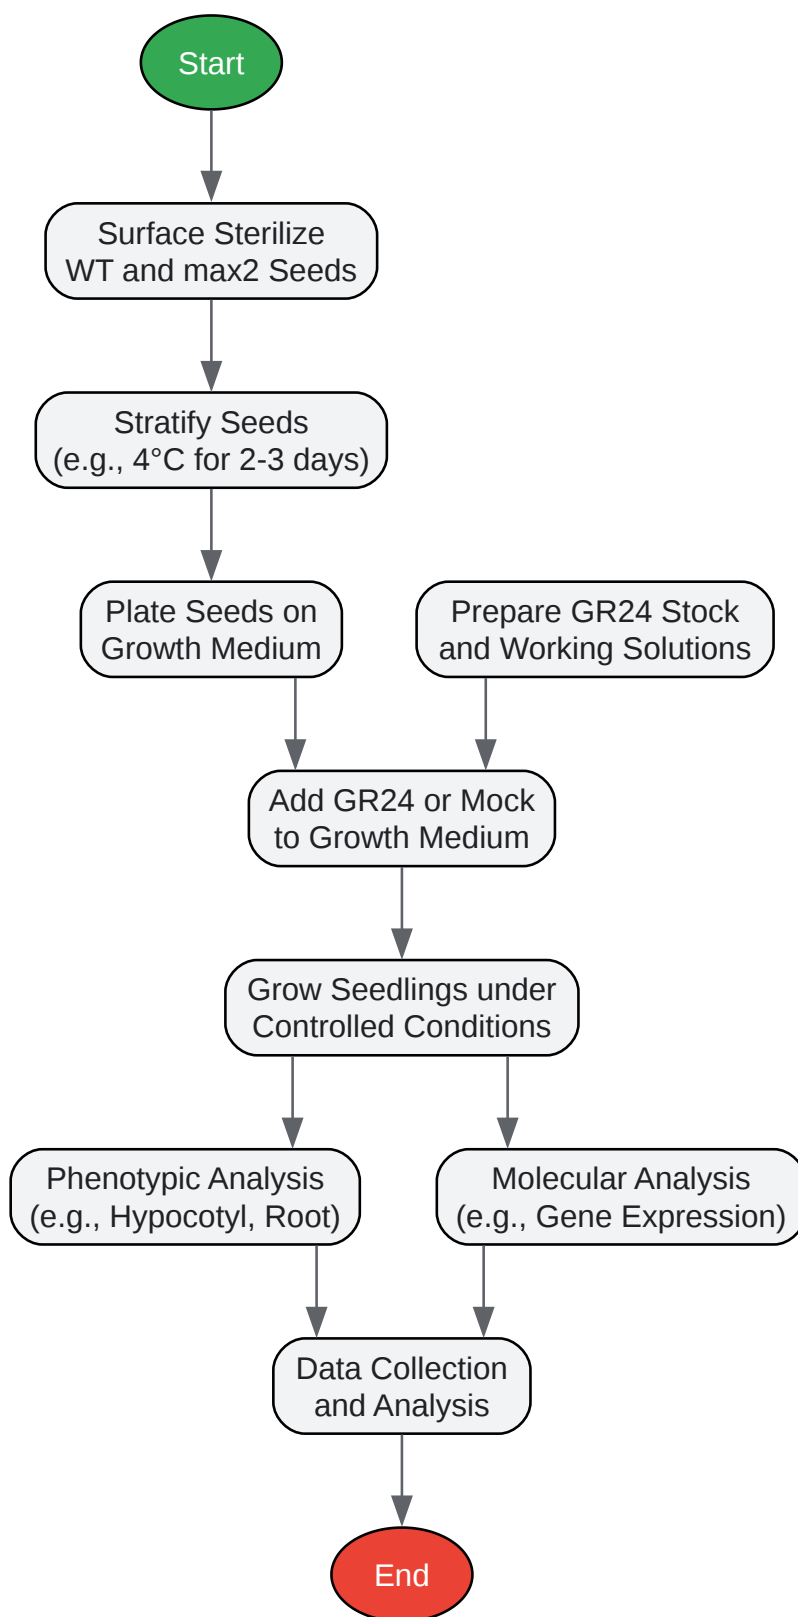 Start
Surface Sterilize
WT and max2 Seeds
Stratify Seeds
(e.g., 4°C for 2-3 days)
Plate Seeds on
Growth Medium
Prepare GR24 Stock
and Working Solutions
Add GR24 or Mock
to Growth Medium
Grow Seedlings under
Controlled Conditions
Phenotypic Analysis
(e.g., Hypocotyl, Root)
Molecular Analysis
(e.g., Gene Expression)
Data Collection
and Analysis
End